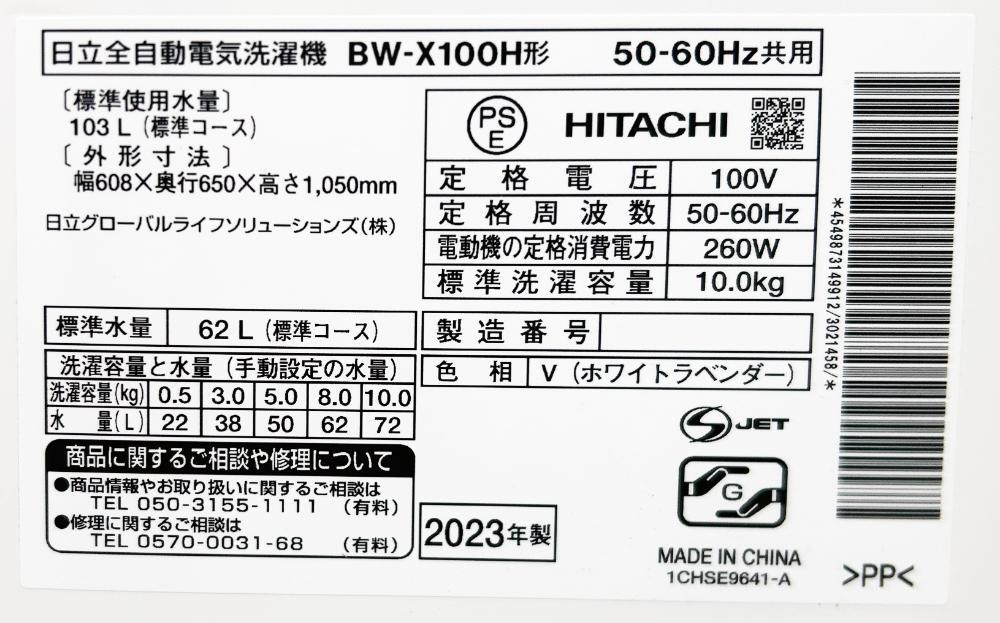 日立全自動電気洗濯機 BW-X100H形 50-60Hz共用
〔標準使用水量〕
103 L（標準コース）
〔外形寸法〕
幅608×奥行650×高さ1,050mm
日立グローバルライフソリューションズ（株）
PS
E
HITACHI
定格電圧 100V
定格周波数 50-60Hz
電動機の定格消費電力 260W
標準洗濯容量 10.0kg
標準水量 62 L（標準コース）
製造番号
洗濯容量と水量（手動設定の水量）
洗濯容量(kg) 0.5 3.0 5.0 8.0 10.0
水量(L) 22 38 50 62 72
色相 V（ホワイトラベンダー）
商品に関するご相談や修理について
●商品情報やお取り扱いに関するご相談は
TEL 050-3155-1111 （有料）
●修理に関するご相談は
TEL 0570-0031-68 （有料）
2023年製
S JET
G
MADE IN CHINA
1CHSE9641-A
>PP<
*4549873149912/3021458/*